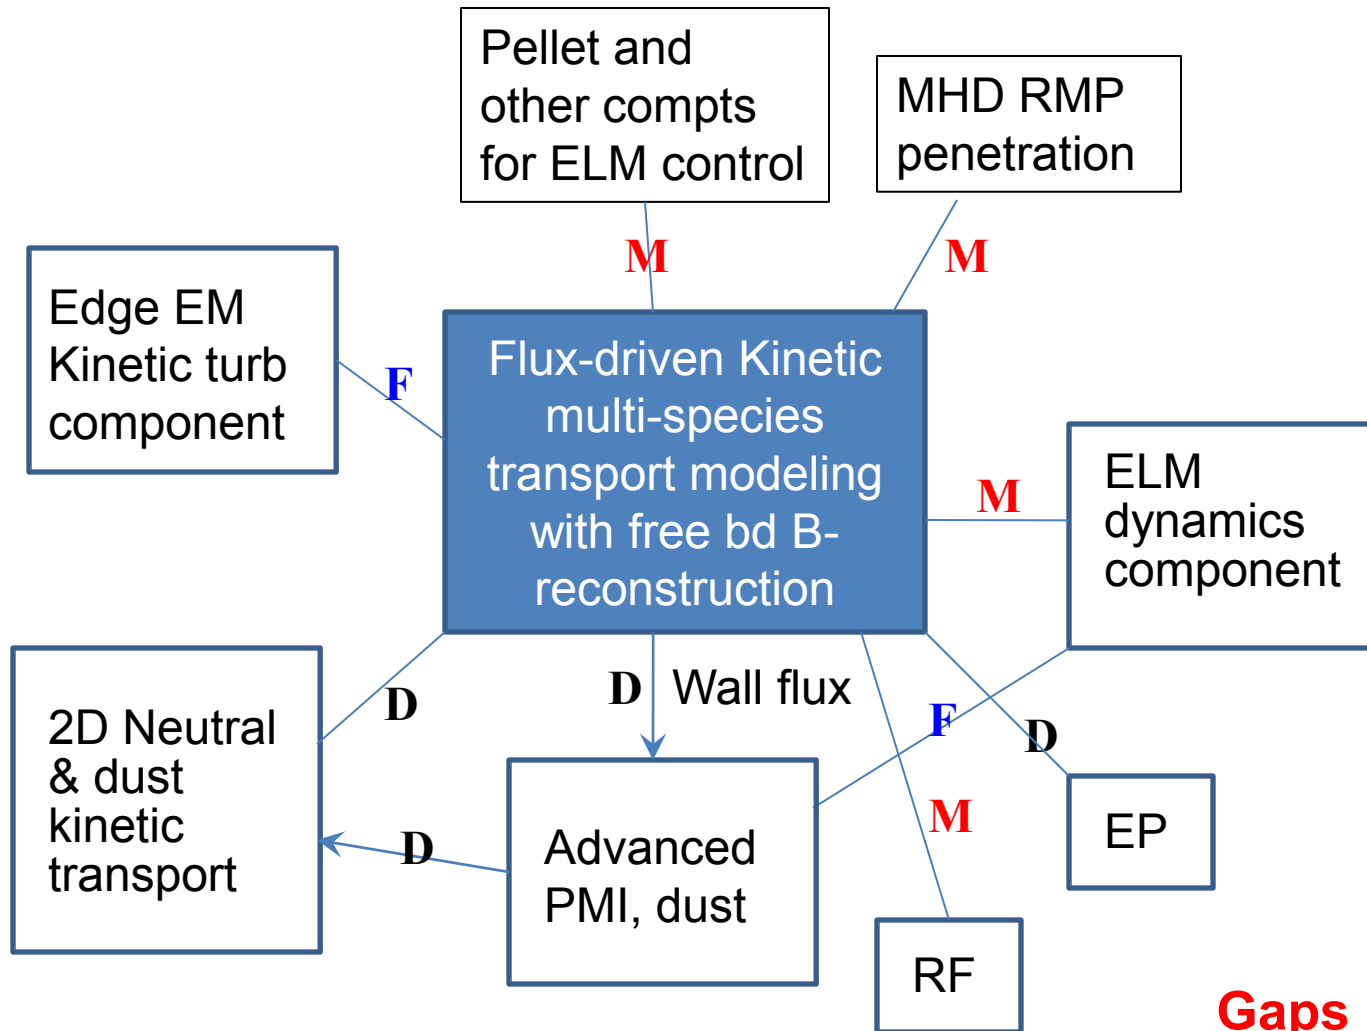 Pellet and
other compts
for ELM control
MHD RMP
penetration
M
M
Edge EM
Kinetic turb
component
F
Flux-driven Kinetic
multi-species
transport modeling
with free bd B-
reconstruction
M
ELM
dynamics
component
D
D
Wall flux
F
D
2D Neutral
& dust
kinetic
transport
D
Advanced
PMI, dust
M
EP
RF
Gaps